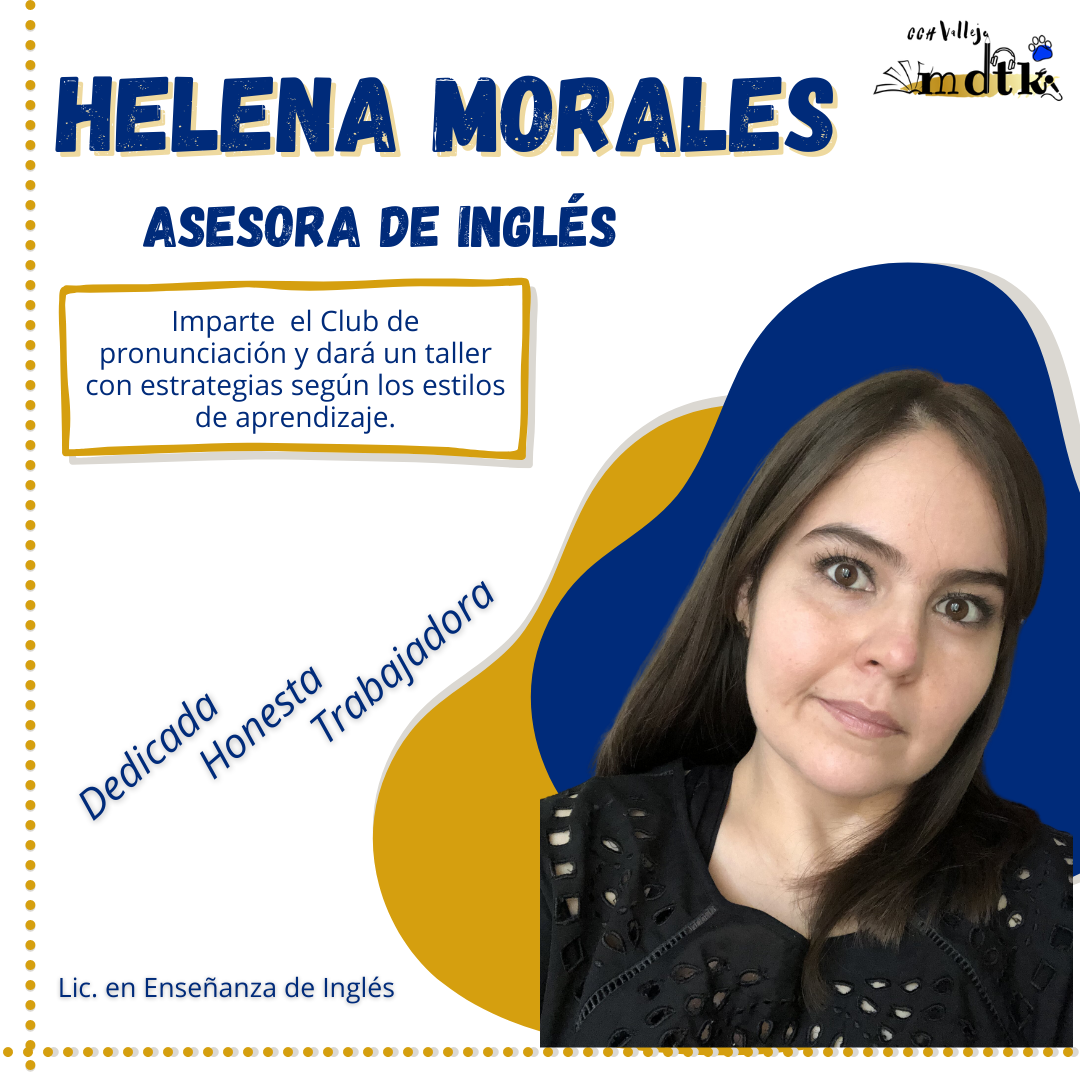 CCH Vallejo
mdtk
HELENA MORALES
ASESORA DE INGLÉS
Imparte el Club de
pronunciación y dará un taller
con estrategias según los estilos
de aprendizaje.
Dedicada
Honesta
Trabajadora
Lic. en Enseñanza de Inglés